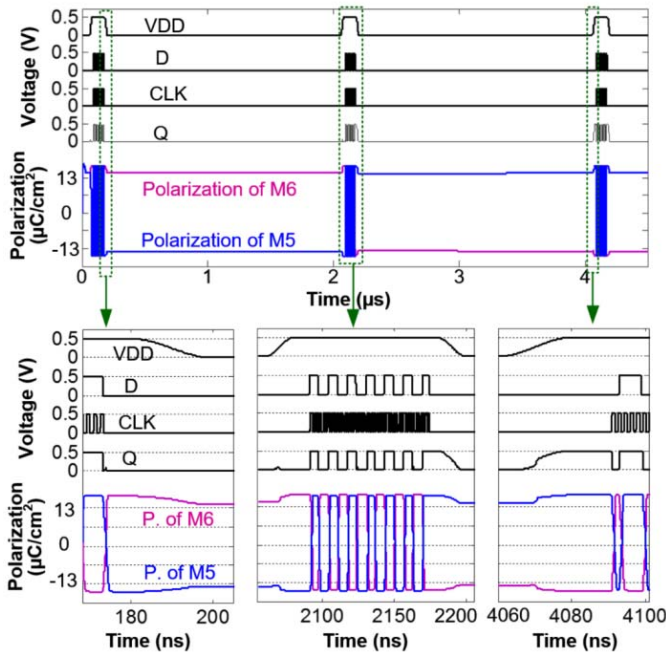 Voltage (V)
0.5
0
VDD
0.5
0
D
0.5
0
CLK
0.5
0
Q
Polarization
(µC/cm²)
13
0
-13
Polarization of M6
Polarization of M5
0
1
2
3
4
Time (µs)
Voltage (V)
0.5
0
VDD
0.5
0
D
0.5
0
CLK
0.5
0
Q
Polarization
(µC/cm²)
13
0
-13
P. of M6
P. of M5
180
200
Time (ns)
2100
2150
2200
Time (ns)
4060
4080
4100
Time (ns)